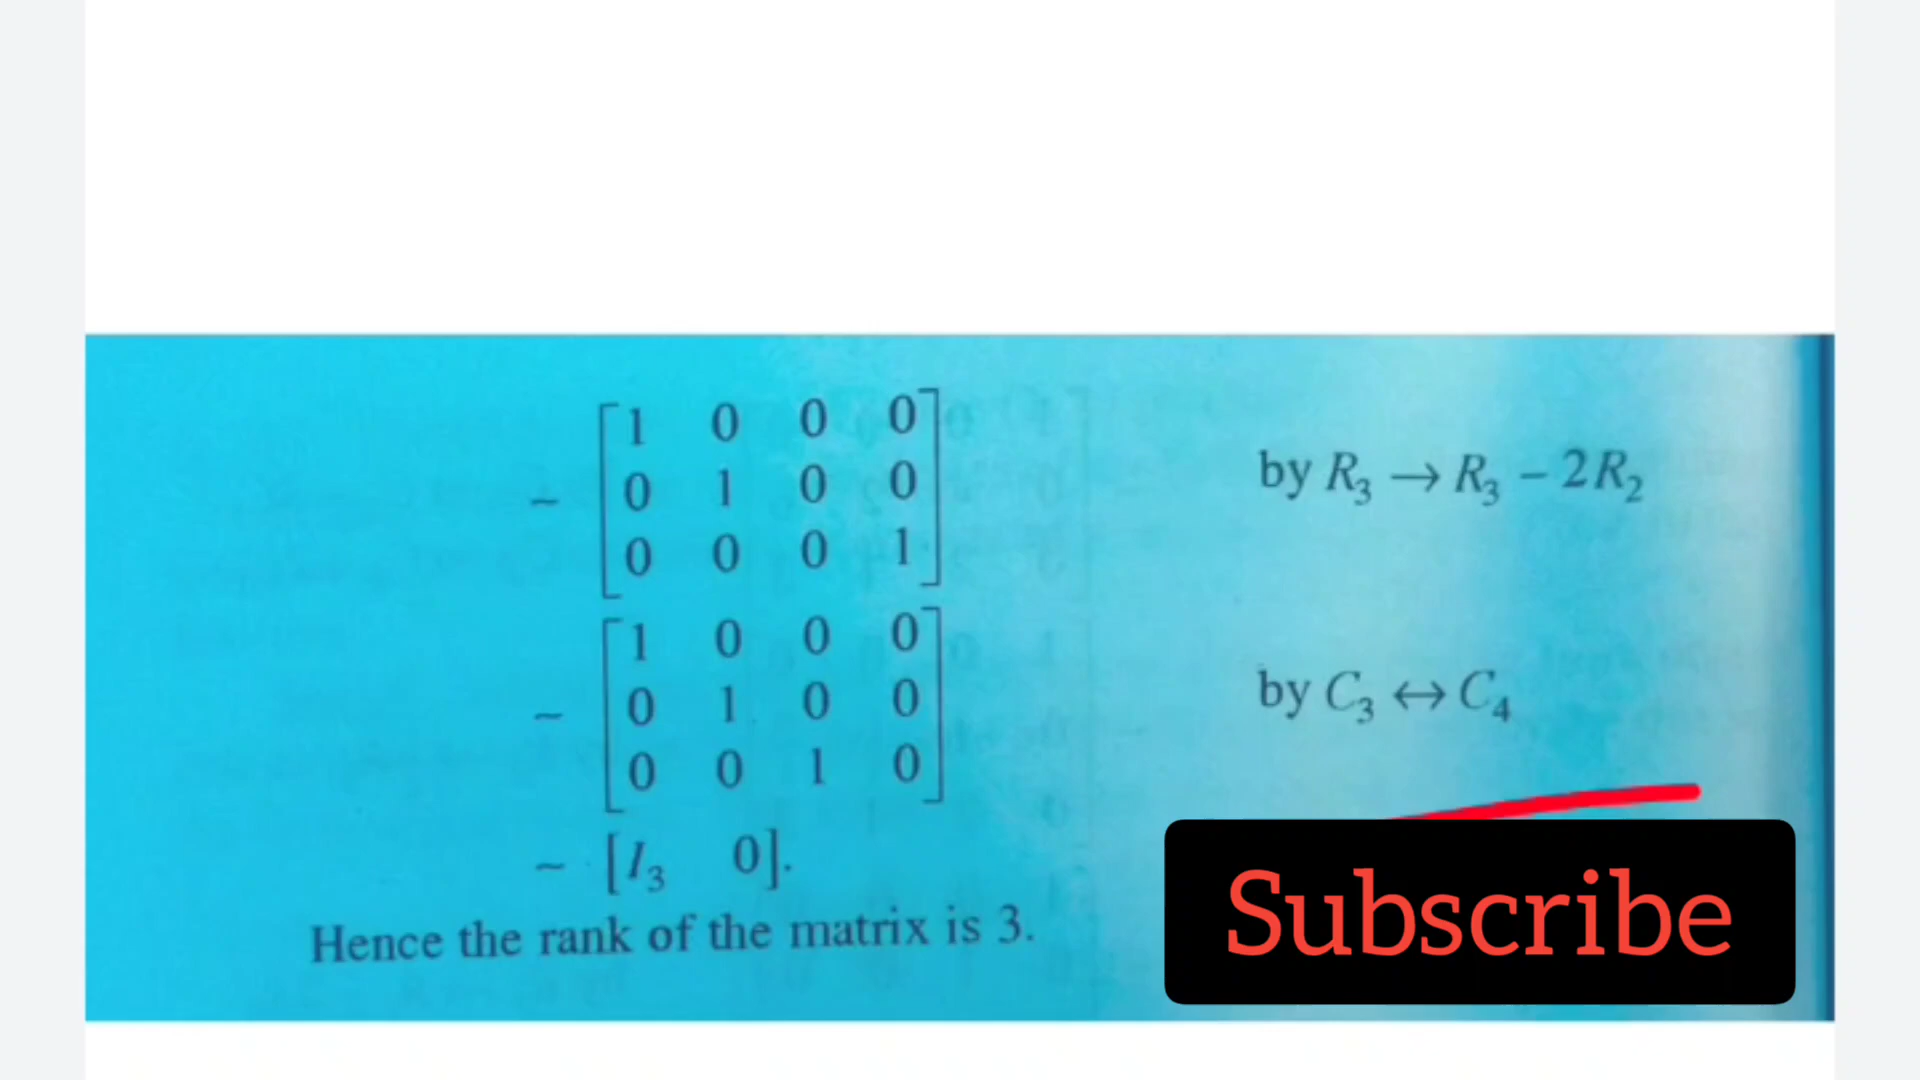 ~ [1 0 0 0
0 1 0 0
0 0 0 1] by R₃ → R₃ − 2R₂
~ [1 0 0 0
0 1 0 0
0 0 1 0] by C₃ ↔ C₄
~ [I₃ 0].
Hence the rank of the matrix is 3.
Subscribe